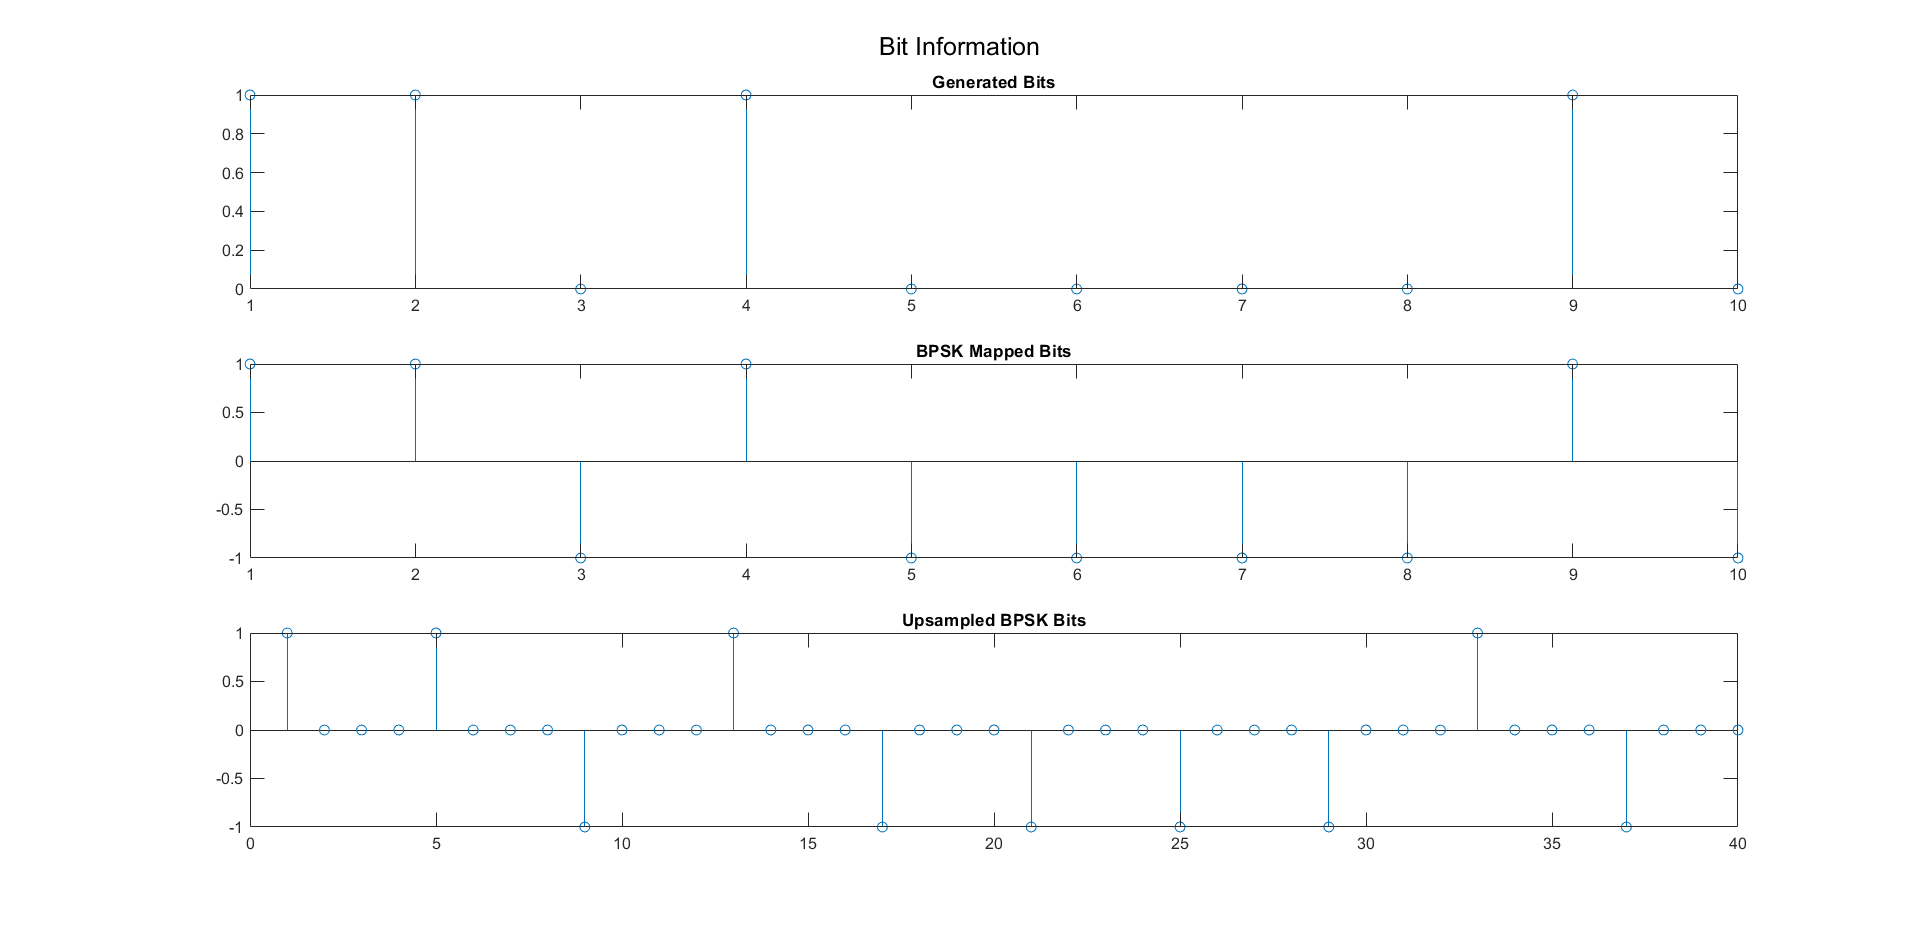 Bit Information
Generated Bits
1
0.8
0.6
0.4
0.2
0
1 2 3 4 5 6 7 8 9 10
BPSK Mapped Bits
1
0.5
0
-0.5
-1
1 2 3 4 5 6 7 8 9 10
Upsampled BPSK Bits
1
0.5
0
-0.5
-1
0 5 10 15 20 25 30 35 40